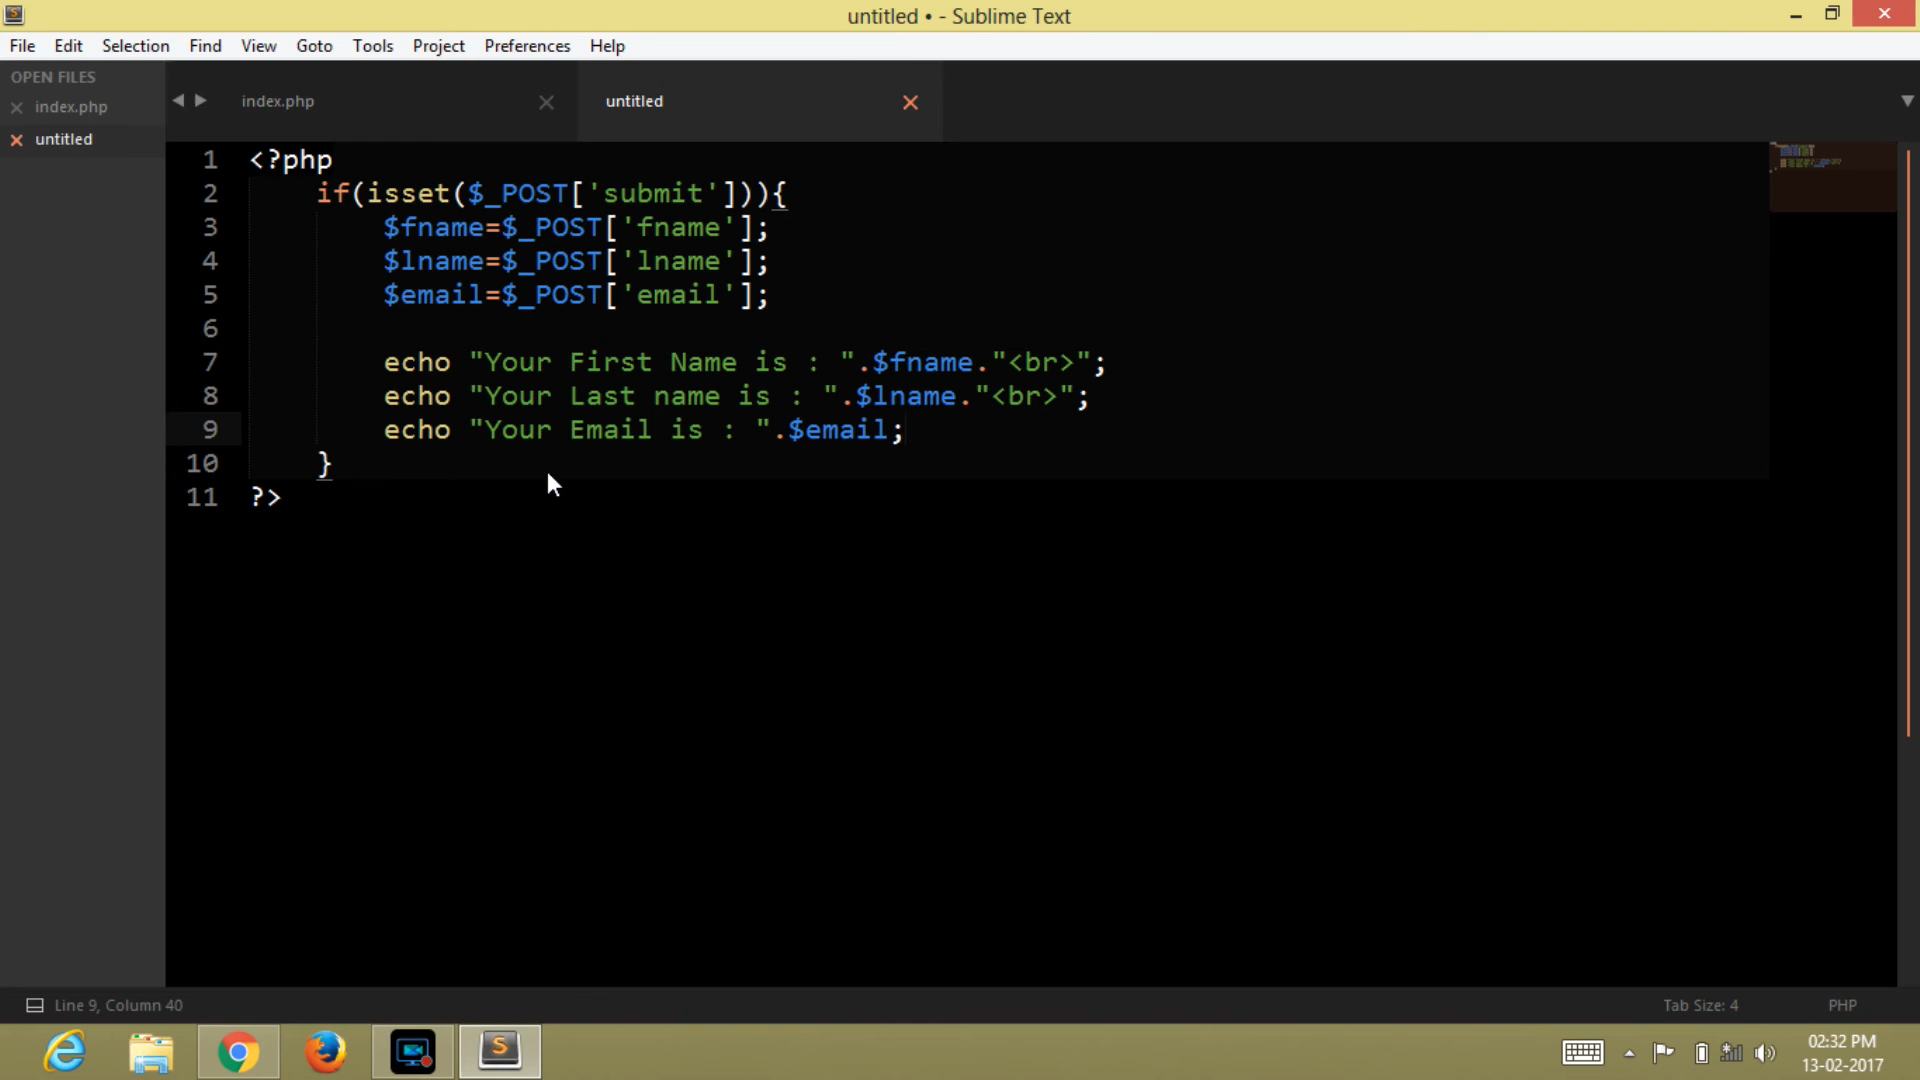 untitled • - Sublime Text
File Edit Selection Find View Goto Tools Project Preferences Help
OPEN FILES
index.php
untitled
index.php
untitled
1 <?php
2 if(isset($_POST['submit'])){
3 $fname=$_POST['fname'];
4 $lname=$_POST['lname'];
5 $email=$_POST['email'];
6
7 echo "Your First Name is : ".$fname."<br>";
8 echo "Your Last name is : ".$lname."<br>";
9 echo "Your Email is : ".$email;
10 }
11 ?>
Line 9, Column 40
Tab Size: 4
PHP
02:32 PM
13-02-2017